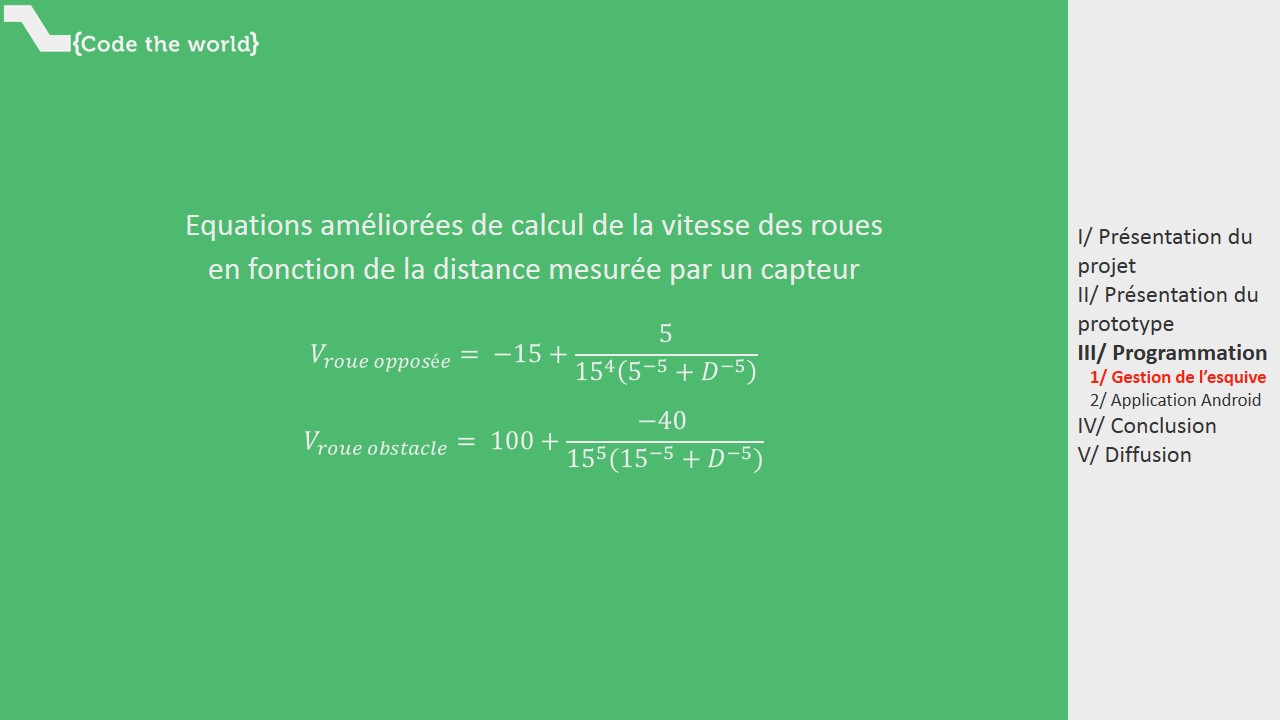 {Code the world}
Equations améliorées de calcul de la vitesse des roues
en fonction de la distance mesurée par un capteur
V_{roue opposée} = −15 + \frac{5}{15^4(5^{−5} + D^{−5})}
V_{roue obstacle} = 100 + \frac{−40}{15^5(15^{−5} + D^{−5})}
I/ Présentation du
projet
II/ Présentation du
prototype
III/ Programmation
1/ Gestion de l’esquive
2/ Application Android
IV/ Conclusion
V/ Diffusion